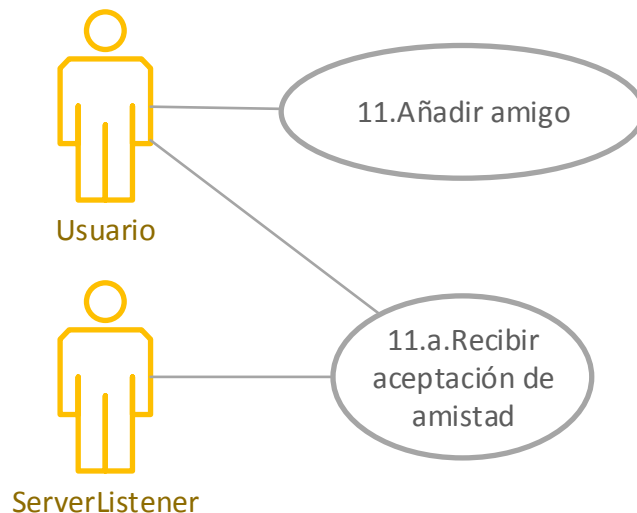 11.Añadir amigo
Usuario
11.a.Recibir
aceptación de
amistad
ServerListener